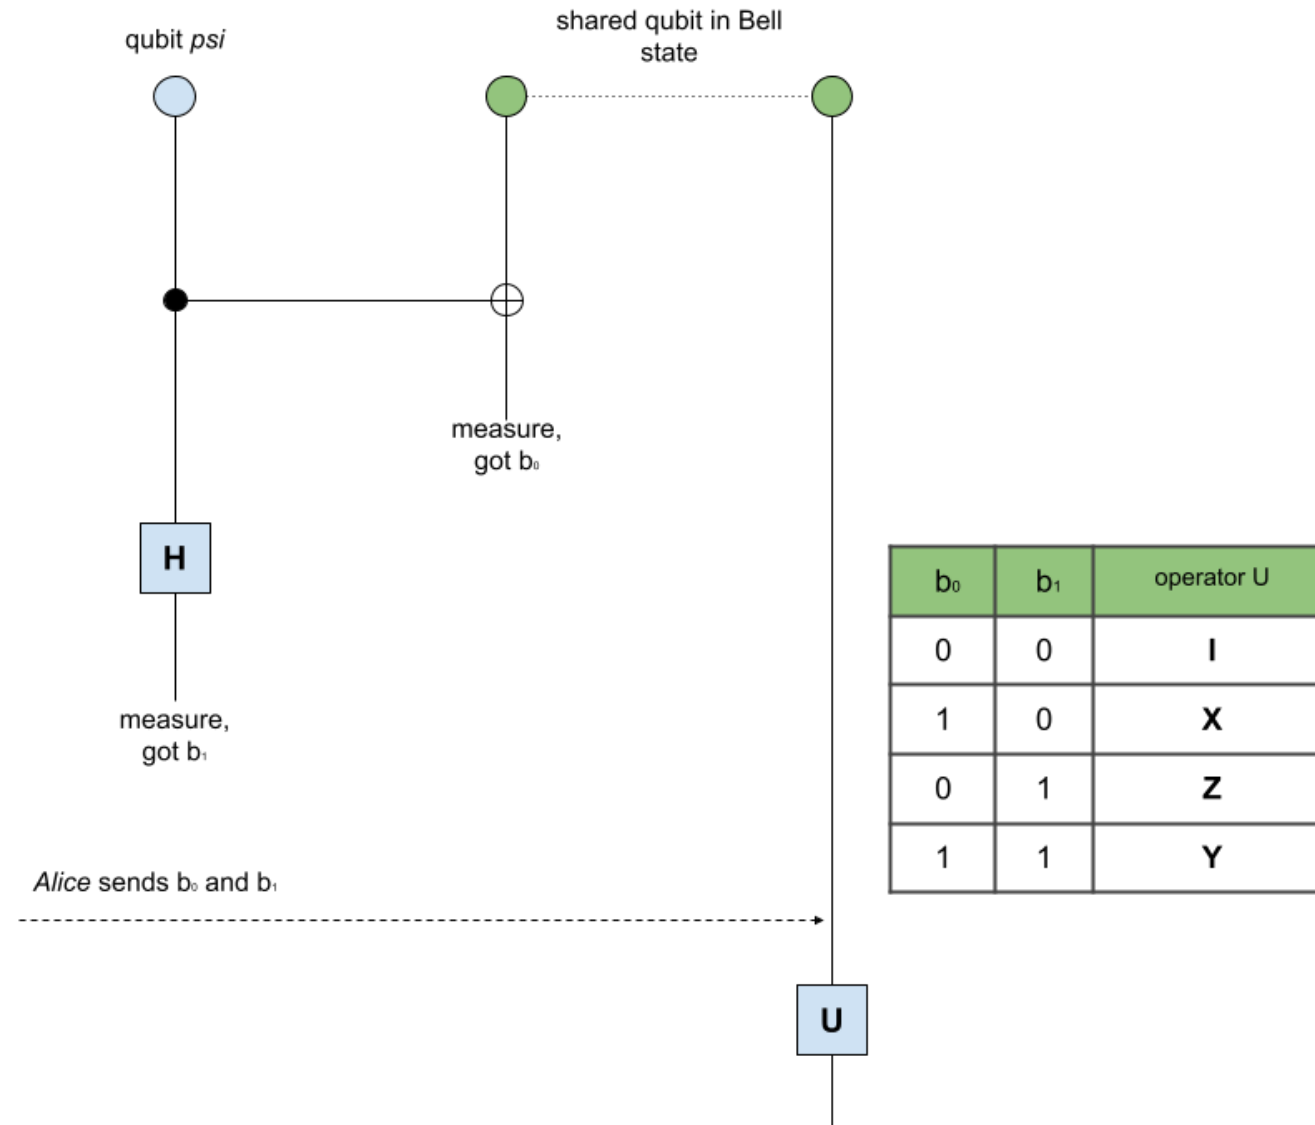 qubit psi
shared qubit in Bell
state
measure,
got b₀
H
measure,
got b₁
b₀ b₁ operator U
0 0 I
1 0 X
0 1 Z
1 1 Y
Alice sends b₀ and b₁
U